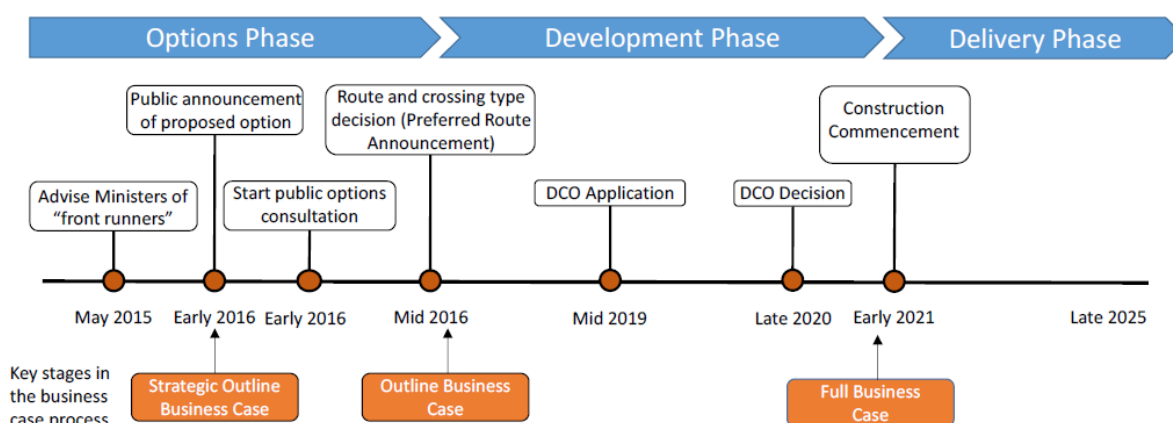 Options Phase
Development Phase
Delivery Phase
Public announcement
of proposed option
Route and crossing type
decision (Preferred Route
Announcement)
Construction
Commencement
Advise Ministers of
“front runners”
Start public options
consultation
DCO Application
DCO Decision
May 2015
Early 2016
Early 2016
Mid 2016
Mid 2019
Late 2020
Early 2021
Late 2025
Key stages in
the business
case process
Strategic Outline
Business Case
Outline Business
Case
Full Business
Case